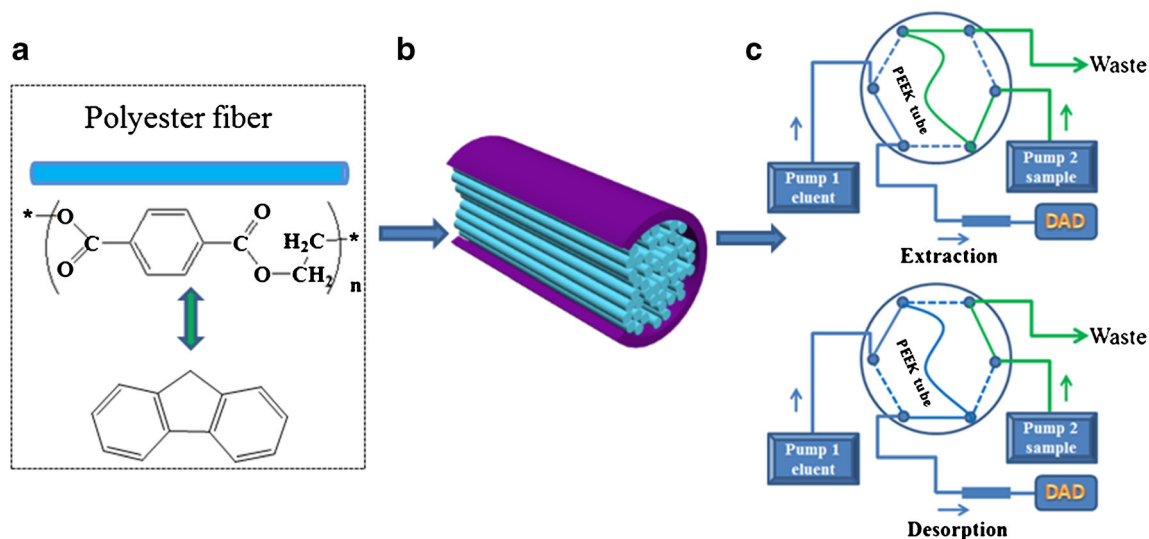 a
Polyester fiber
* O
C
O
C
O
O
H₂C *
CH₂
n
b
c
PEEK tube
Waste
Pump 1
eluent
Pump 2
sample
DAD
Extraction
PEEK tube
Waste
Pump 1
eluent
Pump 2
sample
DAD
Desorption